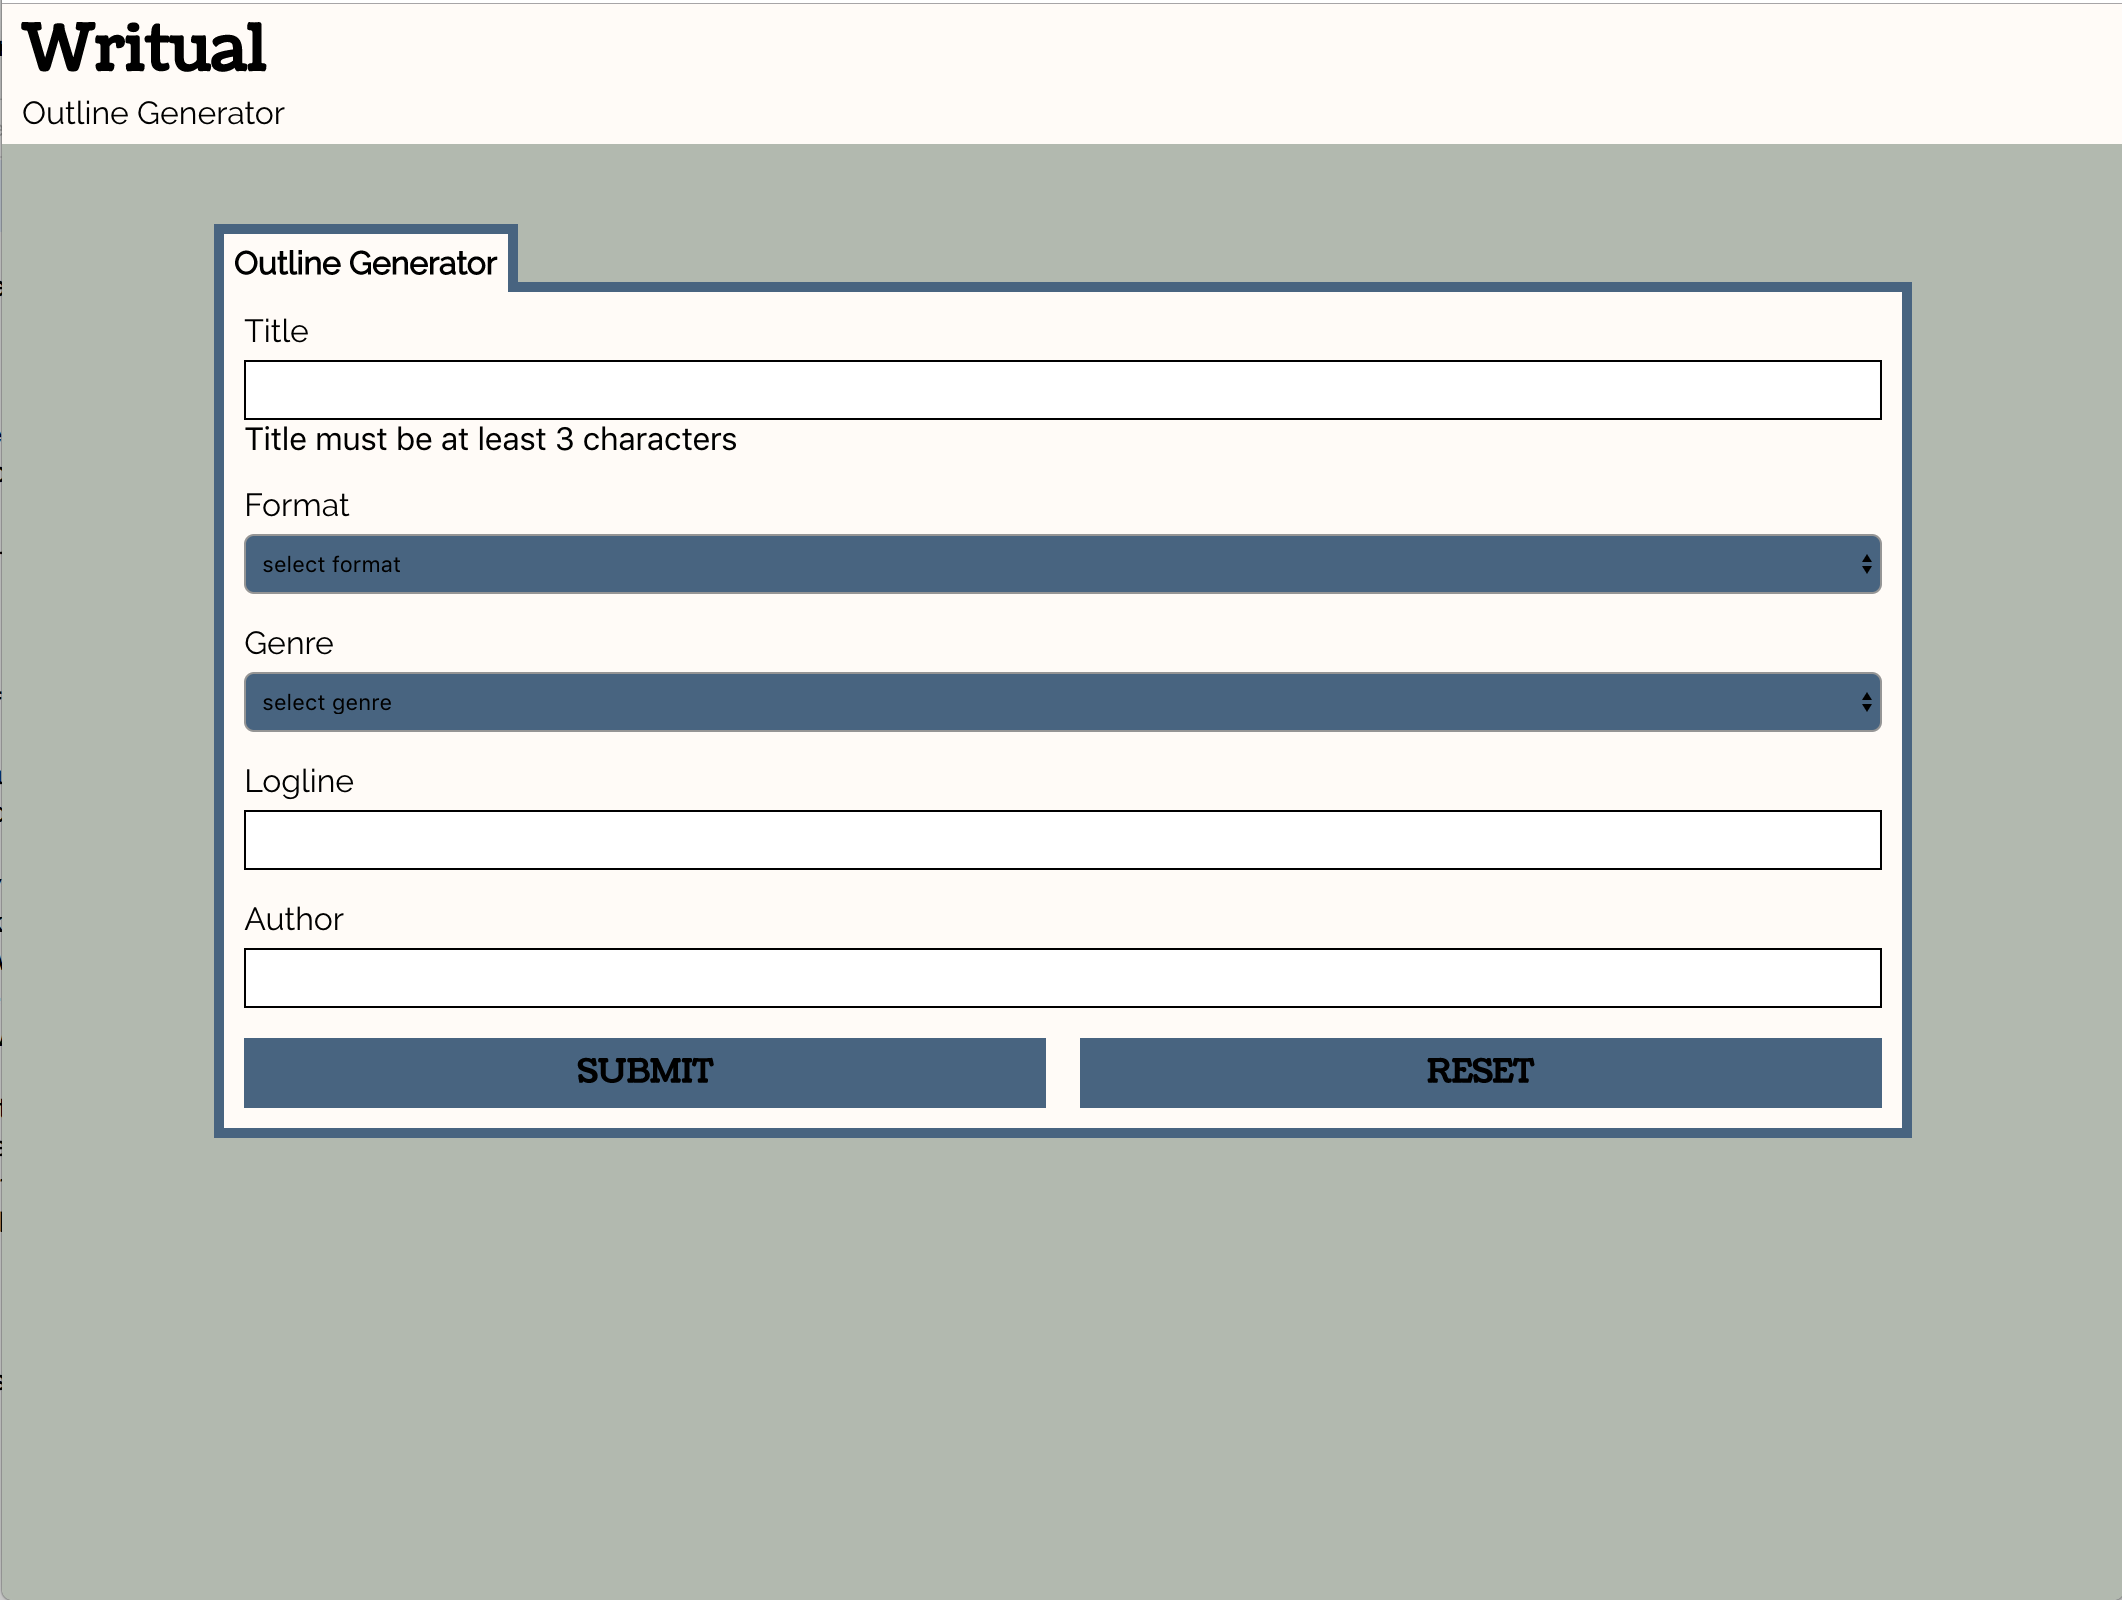 Writual
Outline Generator
Outline Generator
Title
Title must be at least 3 characters
Format
select format
Genre
select genre
Logline
Author
SUBMIT
RESET